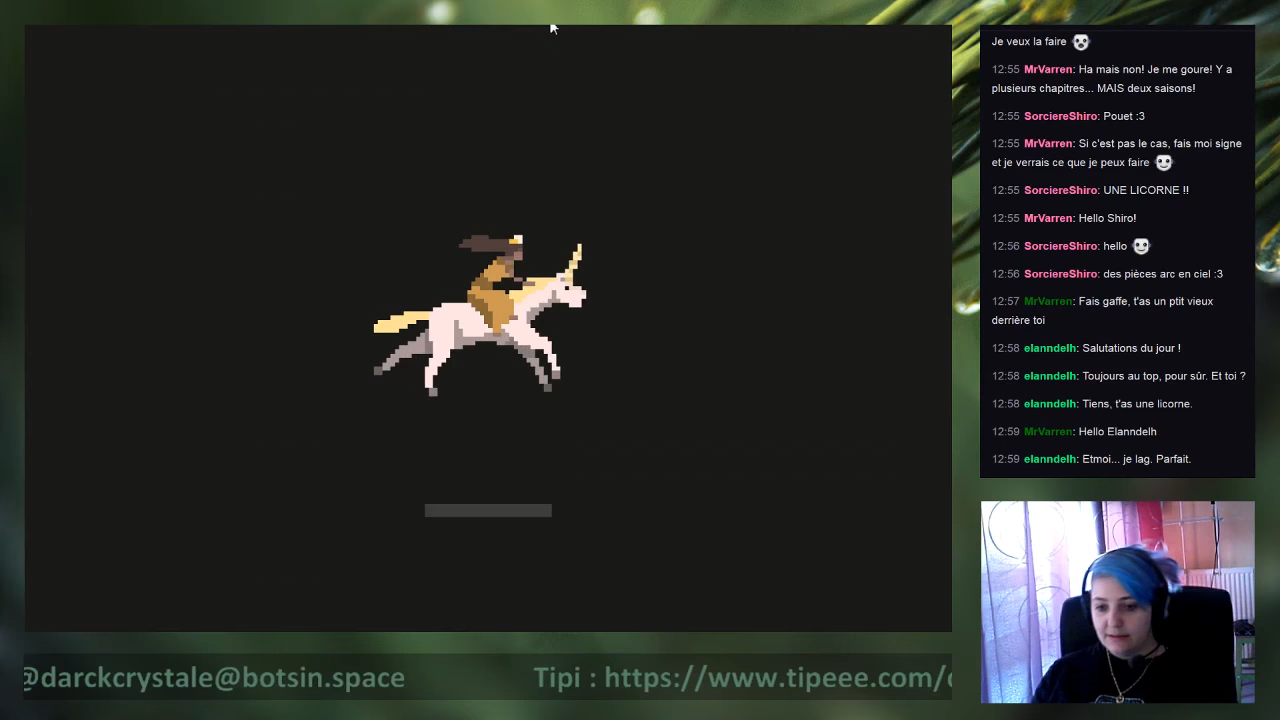 Je veux la faire
12:55 MrVarren: Ha mais non! Je me goure! Y a
plusieurs chapitres... MAIS deux saisons!
12:55 SorciereShiro: Pouet :3
12:55 MrVarren: Si c'est pas le cas, fais moi signe
et je verrais ce que je peux faire
12:55 SorciereShiro: UNE LICORNE !!
12:55 MrVarren: Hello Shiro!
12:56 SorciereShiro: hello
12:56 SorciereShiro: des pièces arc en ciel :3
12:57 MrVarren: Fais gaffe, t'as un ptit vieux
derrière toi
12:58 elanndelh: Salutations du jour !
12:58 elanndelh: Toujours au top, pour sûr. Et toi ?
12:58 elanndelh: Tiens, t'as une licorne.
12:59 MrVarren: Hello Elanndelh
12:59 elanndelh: Etmoi... je lag. Parfait.
@darckcrystale@botsin.space Tipi : https://www.tipeee.com/